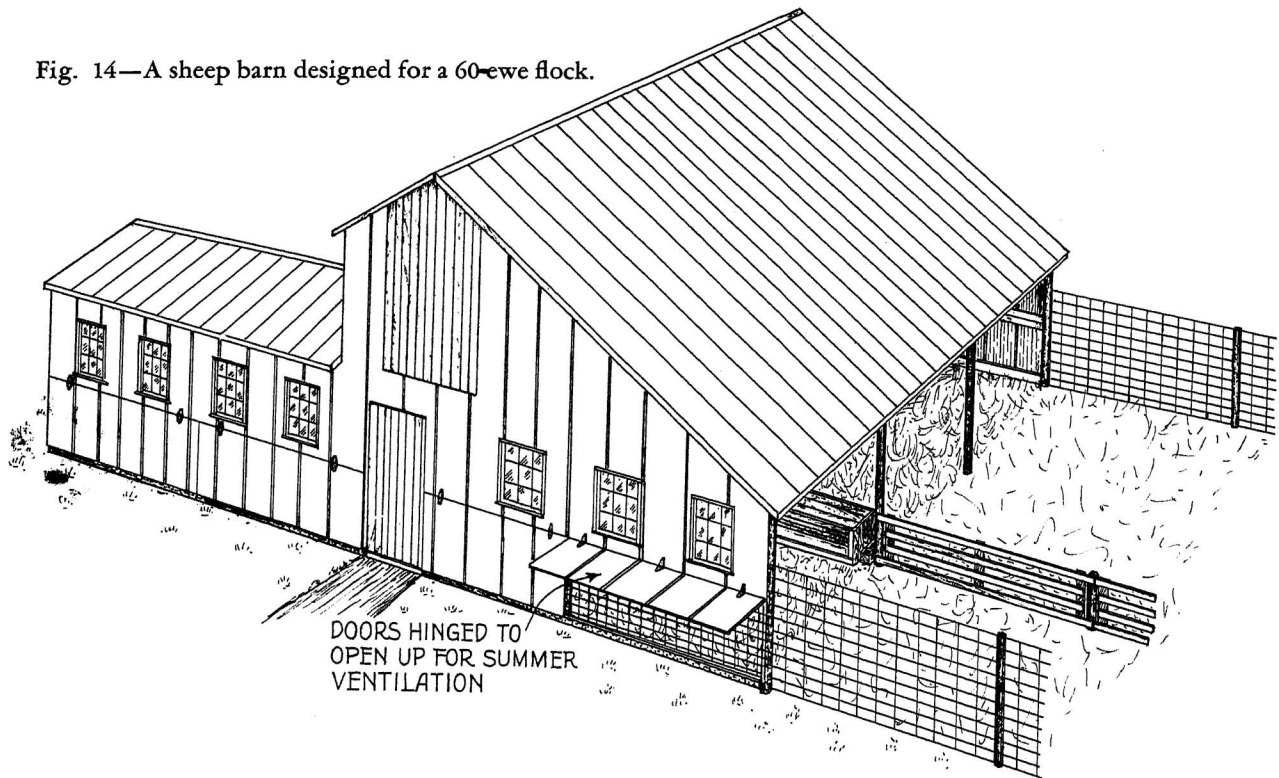 Fig. 14—A sheep barn designed for a 60-ewe flock.
DOORS HINGED TO
OPEN UP FOR SUMMER
VENTILATION